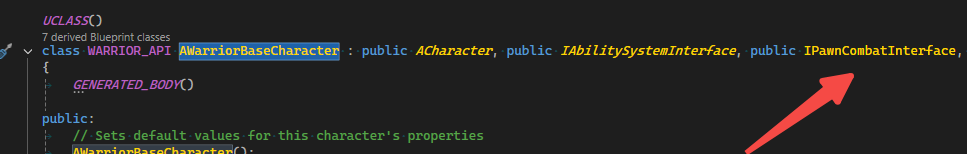 UCLASS()
7 derived Blueprint classes
class WARRIOR_API AWarriorBaseCharacter : public ACharacter, public IAbilitySystemInterface, public IPawnCombatInterface,
{
GENERATED_BODY()
public:
// Sets default values for this character's properties
AWarriorBaseCharacter();